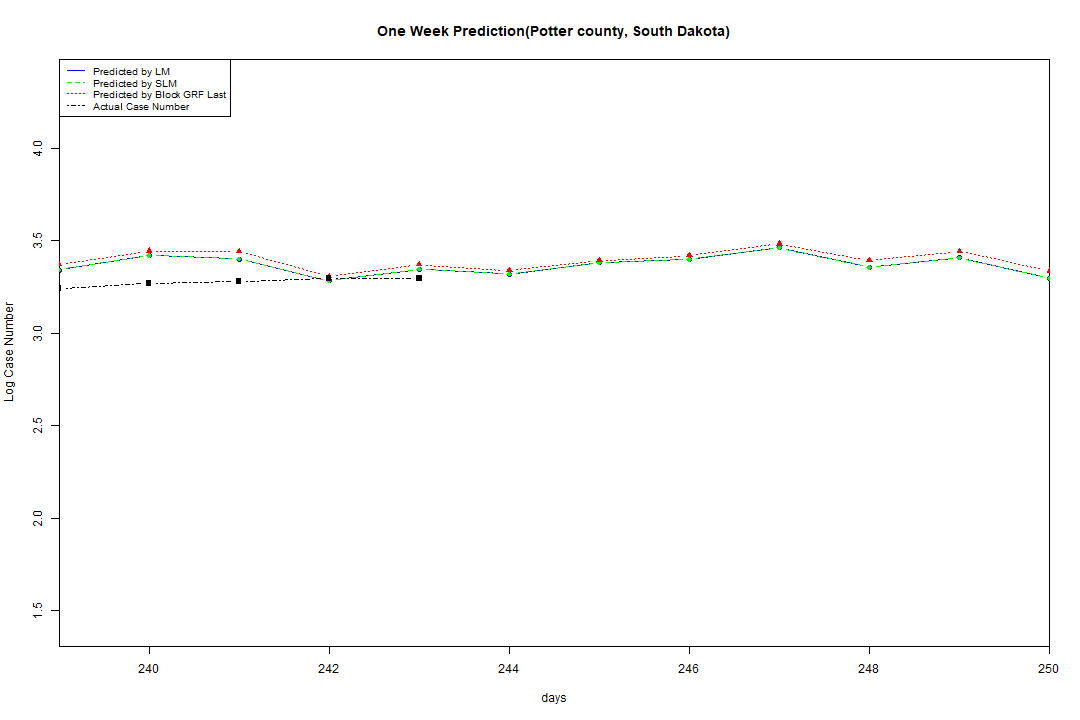 One Week Prediction(Potter county, South Dakota)
Predicted by LM
Predicted by SLM
Predicted by Block GRF Last
Actual Case Number
Log Case Number
4.0
3.5
3.0
2.5
2.0
1.5
240 242 244 246 248 250
days